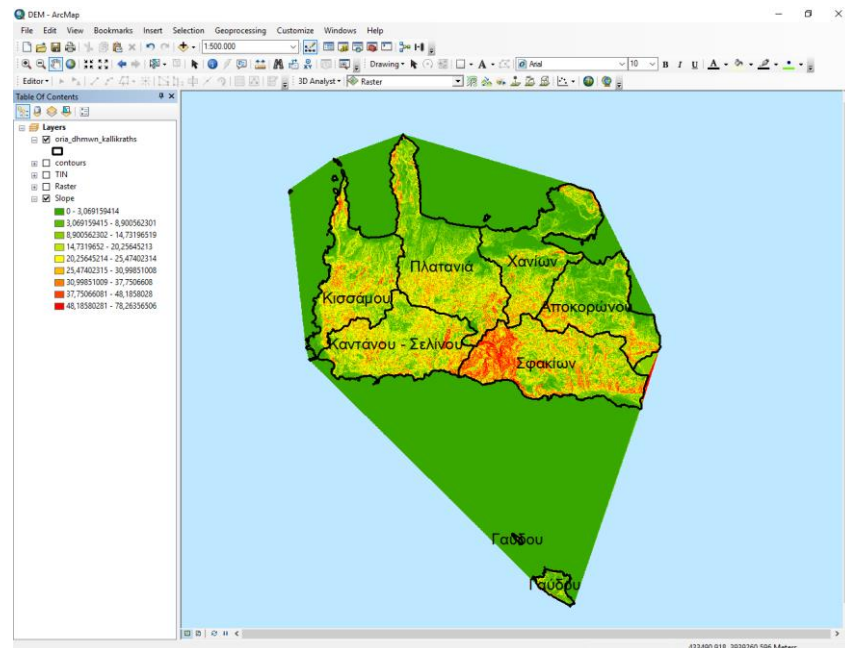 DEM - ArcMap
File Edit View Bookmarks Insert Selection Geoprocessing Customize Windows Help
1:500.000
Drawing A Arial 10 B I U A
Editor 3D Analyst Raster
Table Of Contents
Layers
oria_dhmwn_kallikraths
contours
TIN
Raster
Slope
0 - 3,069159414
3,069159415 - 8,900562301
8,900562302 - 14,73196519
14,7319652 - 20,25645213
20,25645214 - 25,47402314
25,47402315 - 30,99851008
30,99851009 - 37,7506608
37,75066081 - 48,1858028
48,18580281 - 78,26356506
Πλατανιά
Χανίων
Κισσάμου
Αποκορώνου
Καντάνου - Σελίνου
Σφακίων
Γαύδου
Γαύδου